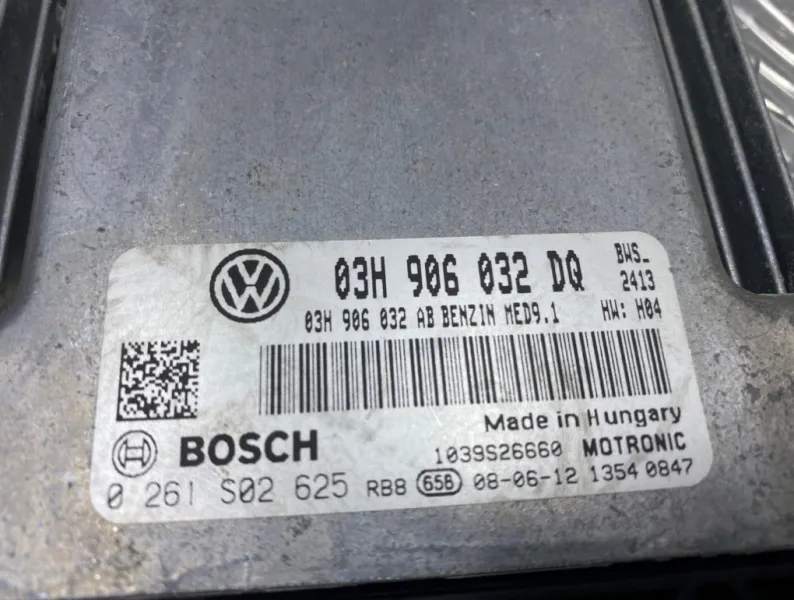 03H 906 032 DQ BWS_
2413
03H 906 032 AB BENZIN MED9.1 HW: H04
Made in Hungary
BOSCH 1039S26660 MOTRONIC
0 261 S02 625 RB8 658 08-06-12 1354 0847